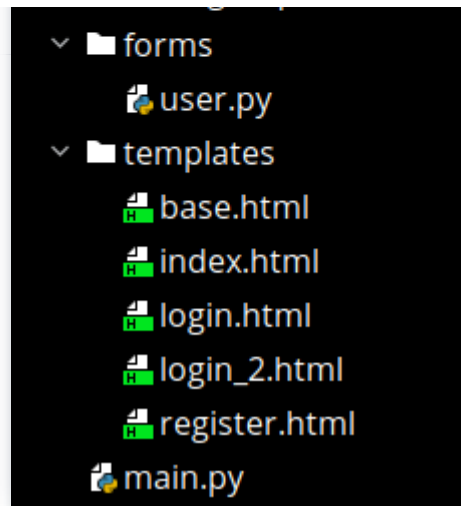 forms
user.py
templates
base.html
index.html
login.html
login_2.html
register.html
main.py